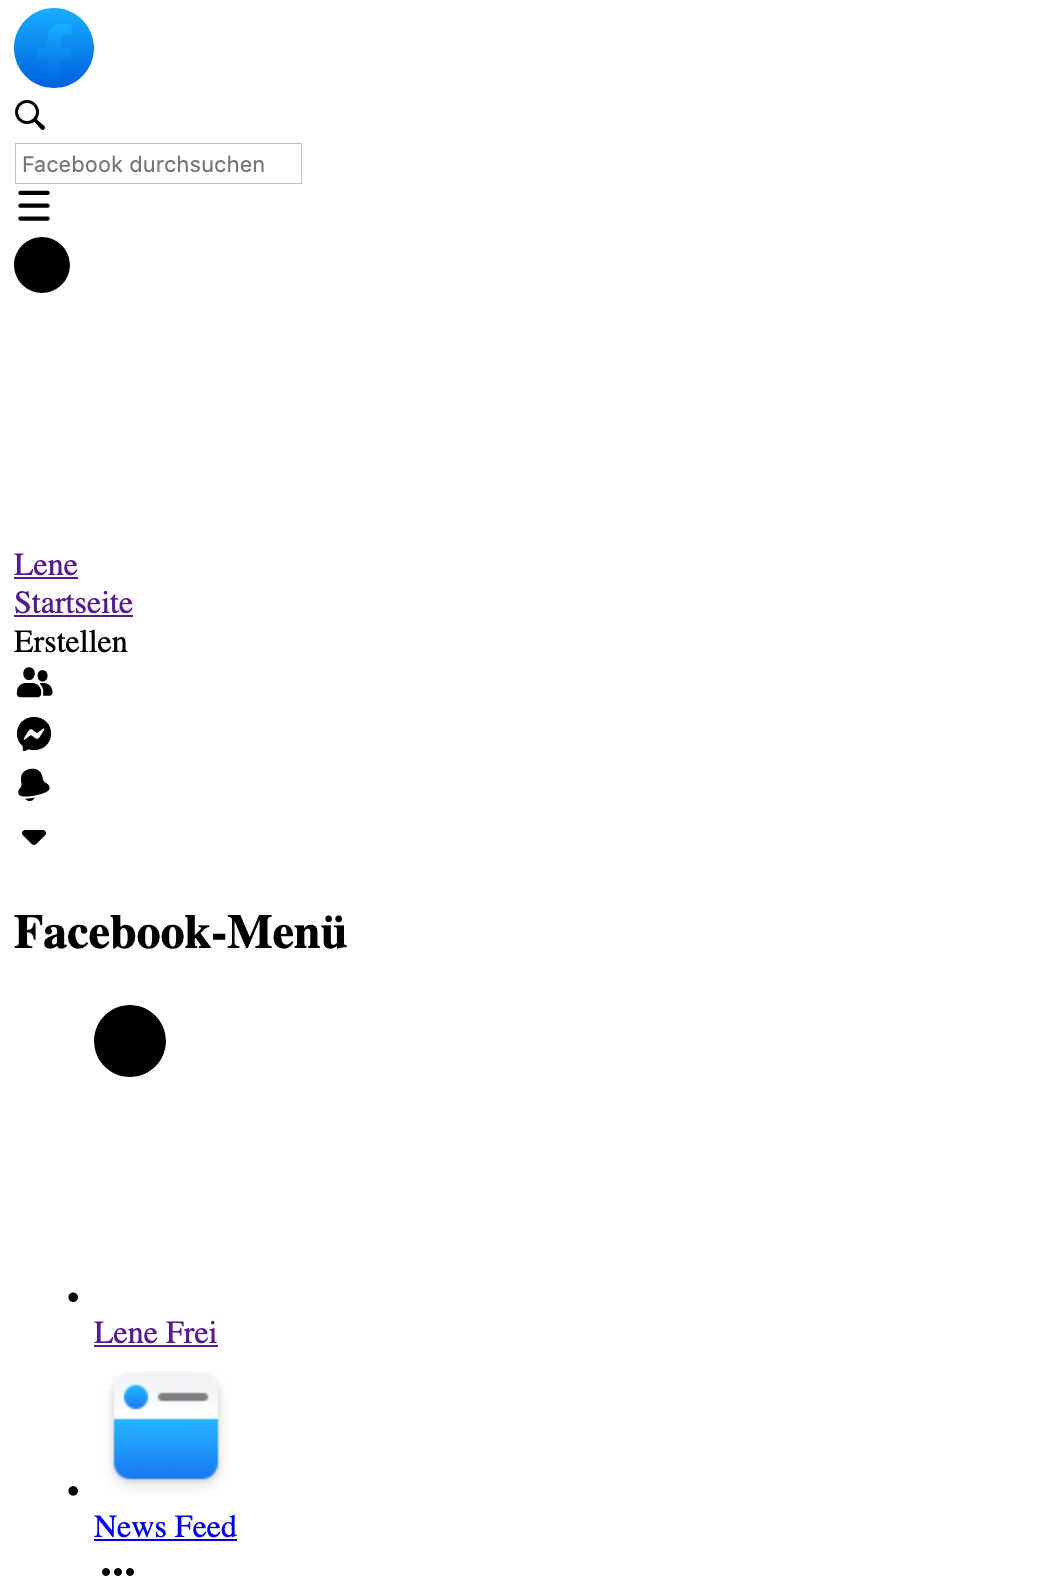 Facebook durchsuchen
Lene
Startseite
Erstellen
Facebook-Menü
Lene Frei
News Feed